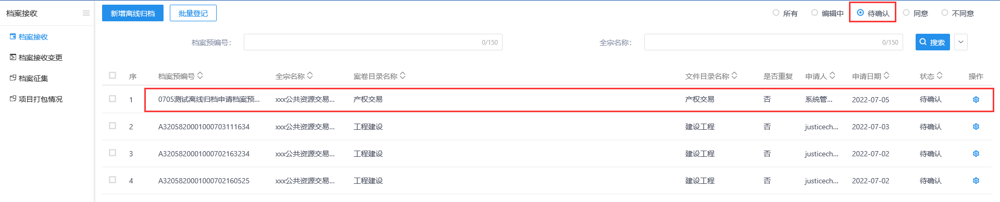 档案接收
档案接收
档案接收变更
档案征集
项目打包情况
新增离线归档 批量登记 所有 编辑中 待确认 同意 不同意
档案预编号： 0/150 全宗名称： 0/150 搜索
序 档案预编号 全宗名称 案卷目录名称 文件目录名称 是否重复 申请人 申请日期 状态 操作
1 0705测试离线归档申请档案预... xxx公共资源交易... 产权交易 产权交易 否 系统管... 2022-07-05 待确认
2 A3205820001000703111634 xxx公共资源交易... 工程建设 建设工程 否 justicech... 2022-07-03 待确认
3 A3205820001000702163234 xxx公共资源交易... 工程建设 建设工程 否 justicech... 2022-07-02 待确认
4 A3205820001000702160525 xxx公共资源交易... 工程建设 建设工程 否 justicech... 2022-07-02 待确认